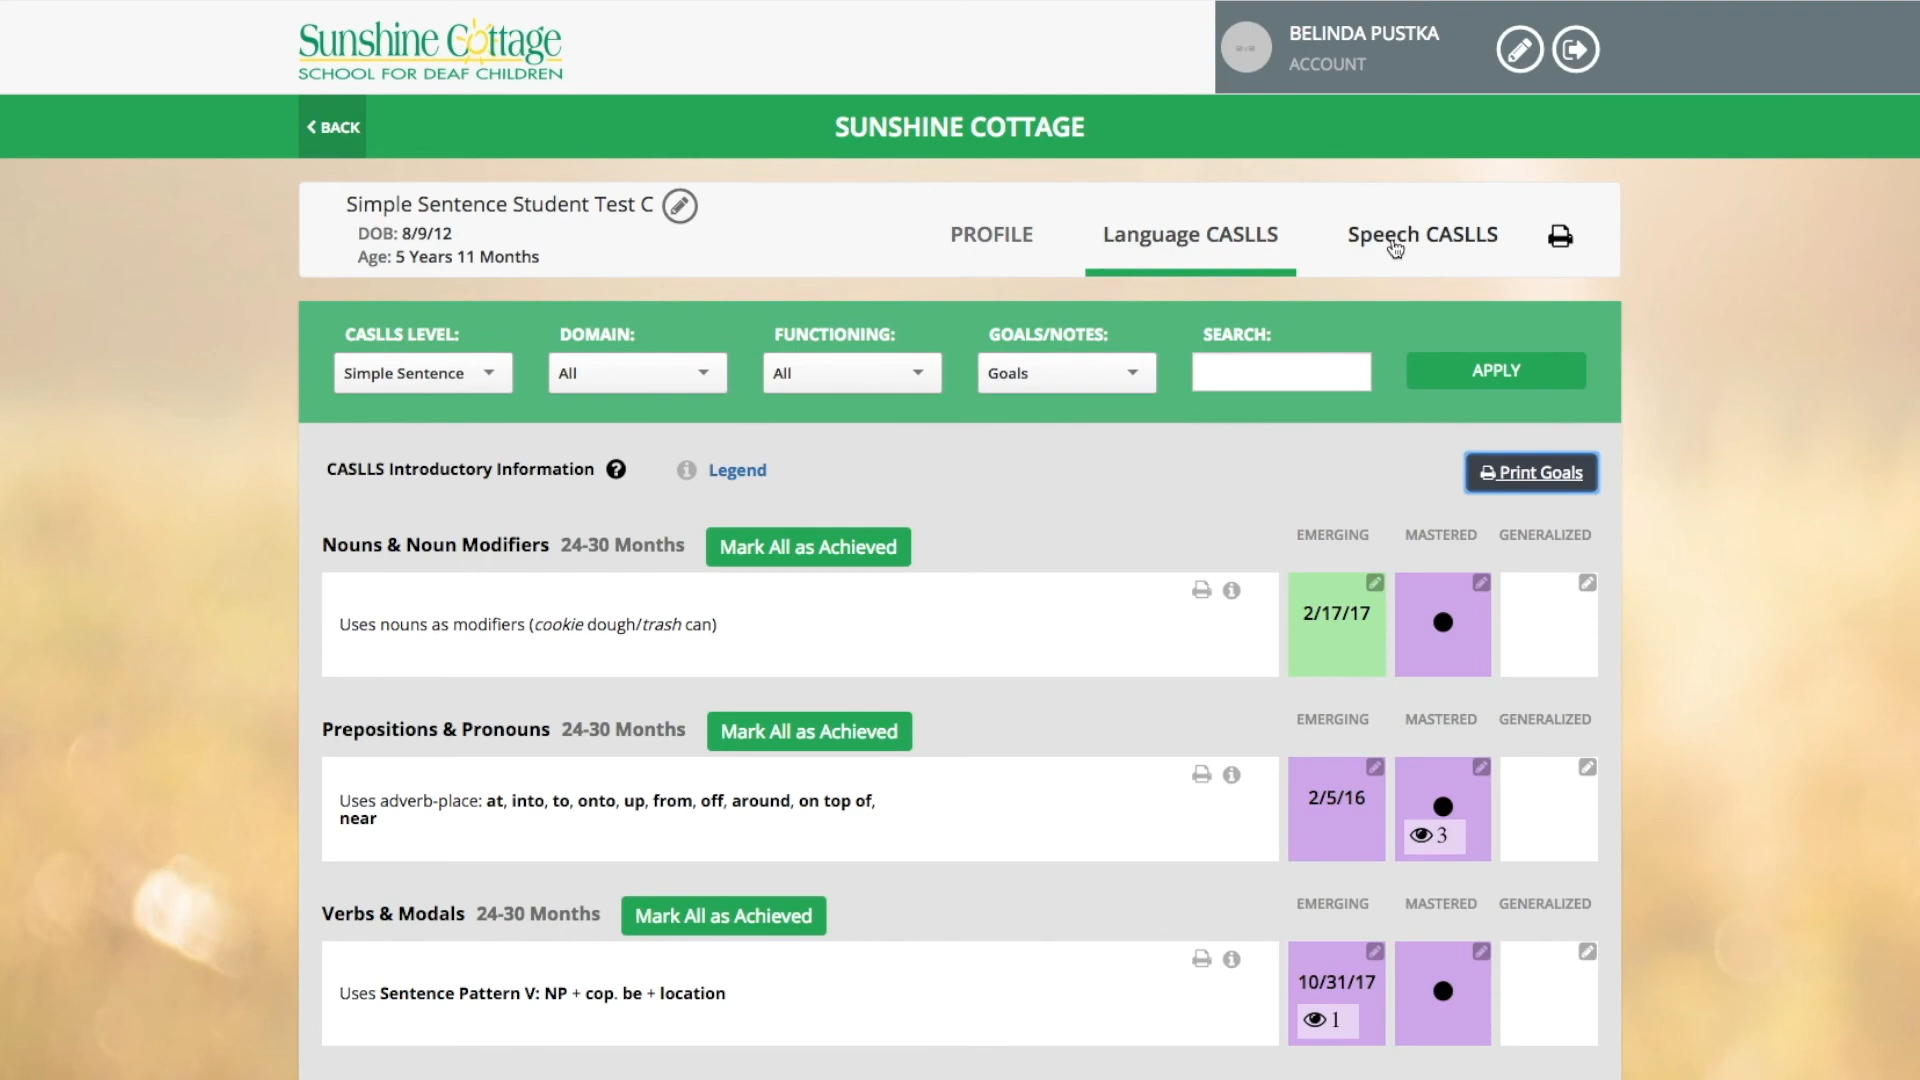 Sunshine Cottage
SCHOOL FOR DEAF CHILDREN
BELINDA PUSTKA
ACCOUNT
BACK
SUNSHINE COTTAGE
Simple Sentence Student Test C
DOB: 8/9/12
Age: 5 Years 11 Months
PROFILE
Language CASLLS
Speech CASLLS
CASLLS LEVEL:
DOMAIN:
FUNCTIONING:
GOALS/NOTES:
SEARCH:
Simple Sentence
All
All
Goals
APPLY
CASLLS Introductory Information
Legend
Print Goals
Nouns & Noun Modifiers 24-30 Months
Mark All as Achieved
EMERGING
MASTERED
GENERALIZED
Uses nouns as modifiers (cookie dough/trash can)
2/17/17
Prepositions & Pronouns 24-30 Months
Mark All as Achieved
EMERGING
MASTERED
GENERALIZED
Uses adverb-place: at, into, to, onto, up, from, off, around, on top of,
near
2/5/16
3
Verbs & Modals 24-30 Months
Mark All as Achieved
EMERGING
MASTERED
GENERALIZED
Uses Sentence Pattern V: NP + cop. be + location
10/31/17
1